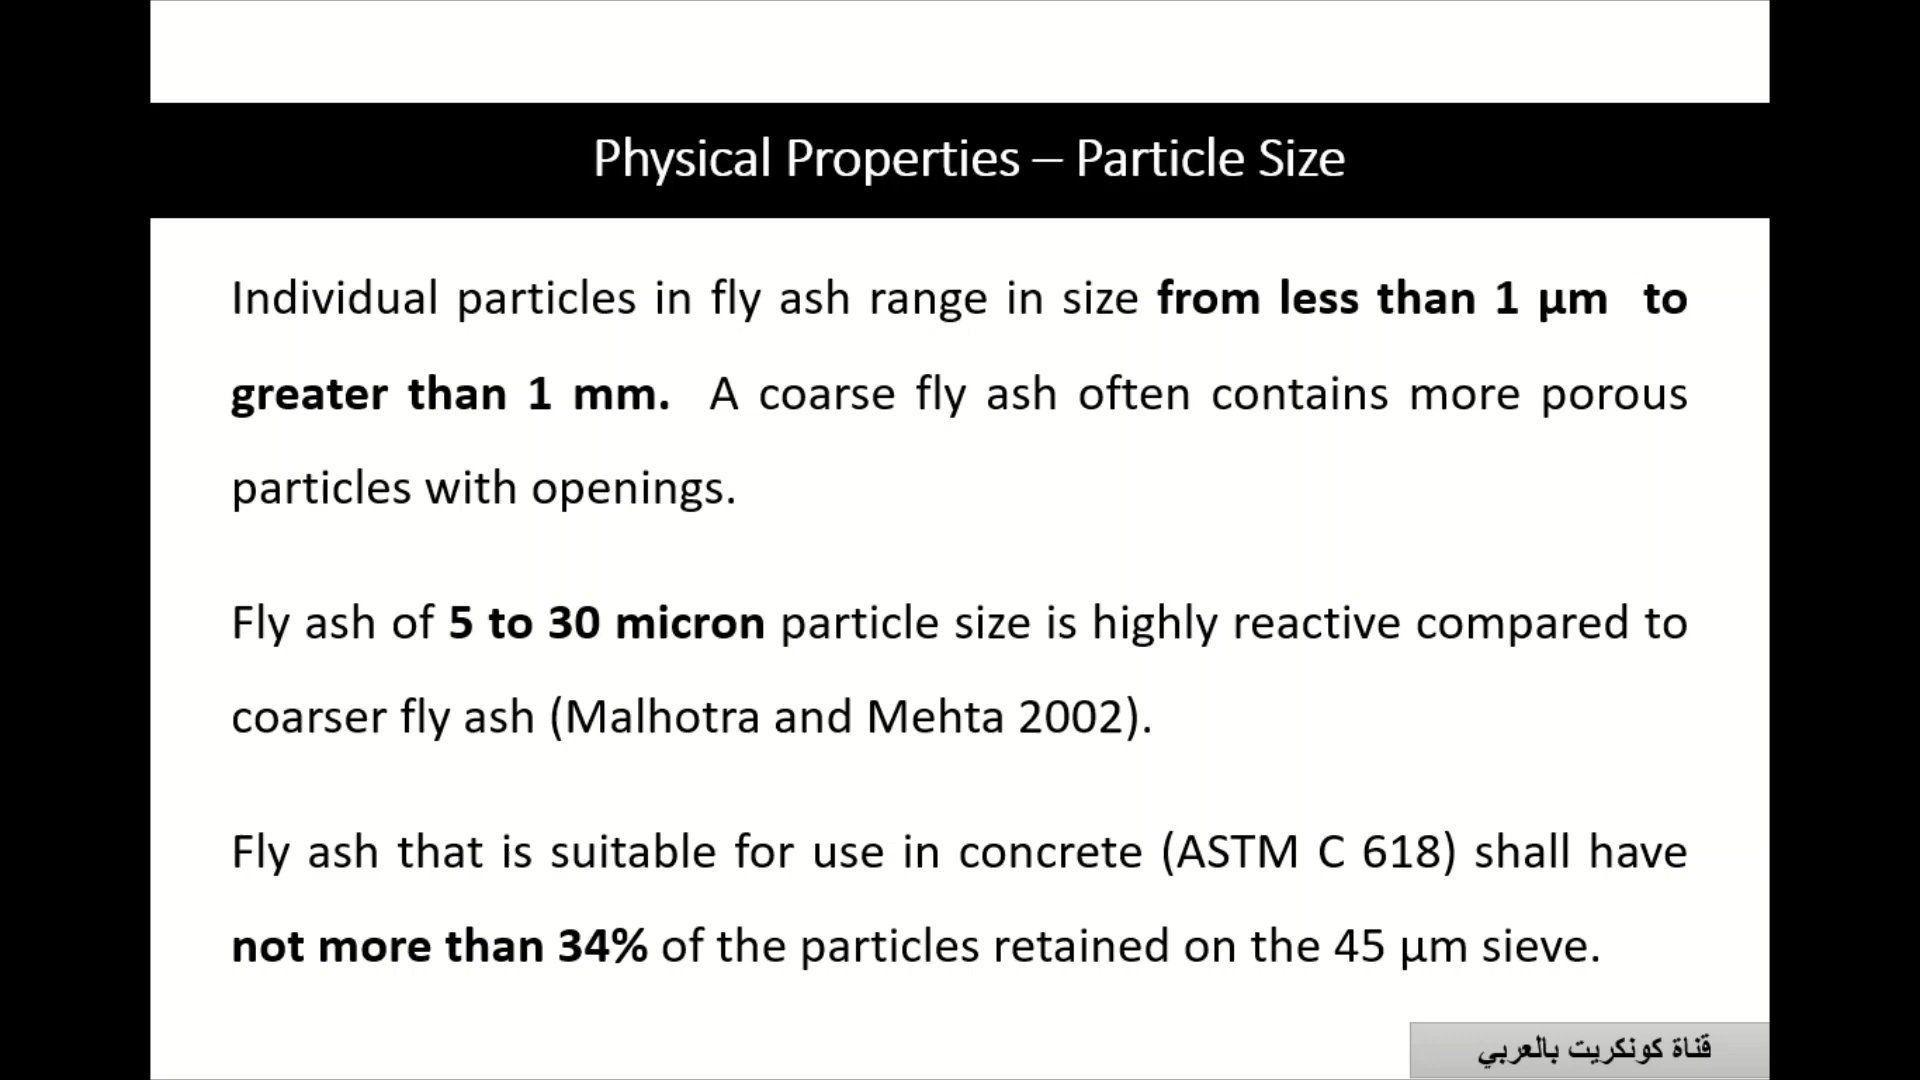 Physical Properties – Particle Size
Individual particles in fly ash range in size from less than 1 µm to
greater than 1 mm. A coarse fly ash often contains more porous
particles with openings.
Fly ash of 5 to 30 micron particle size is highly reactive compared to
coarser fly ash (Malhotra and Mehta 2002).
Fly ash that is suitable for use in concrete (ASTM C 618) shall have
not more than 34% of the particles retained on the 45 µm sieve.
قناة كونكريت بالعربي